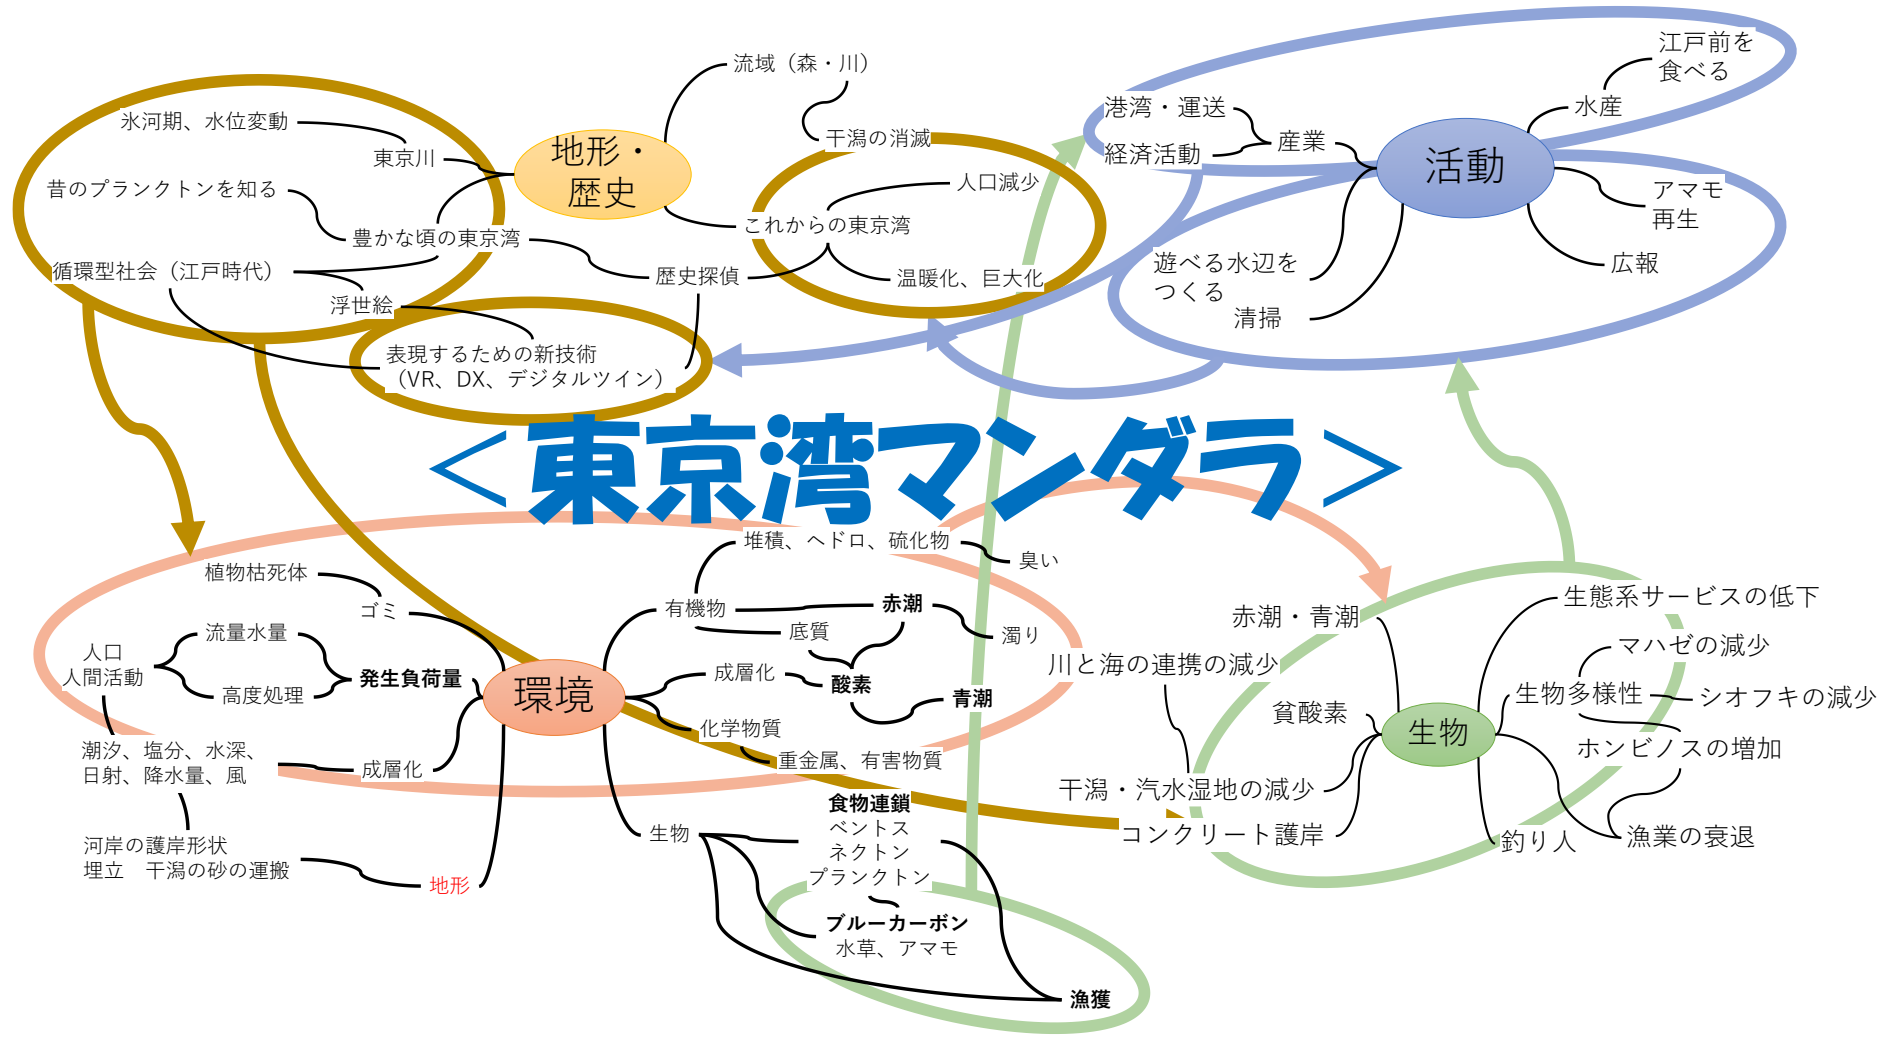 流域（森・川）
氷河期、水位変動
東京川
昔のプランクトンを知る
豊かな頃の東京湾
循環型社会（江戸時代）
浮世絵
地形・
歴史
干潟の消滅
人口減少
これからの東京湾
歴史探偵
温暖化、巨大化
表現するための新技術
（VR、DX、デジタルツイン）
江戸前を
食べる
水産
港湾・運送
産業
経済活動
活動
アマモ
再生
遊べる水辺を
つくる
広報
清掃
＜東京湾マンダラ＞
堆積、ヘドロ、硫化物
臭い
植物枯死体
ゴミ
有機物
赤潮
底質
濁り
流量水量
人口
人間活動
発生負荷量
高度処理
環境
成層化
酸素
青潮
化学物質
重金属、有害物質
潮汐、塩分、水深、
日射、降水量、風
成層化
河岸の護岸形状
埋立　干潟の砂の運搬
地形
生物
食物連鎖
ベントス
ネクトン
プランクトン
ブルーカーボン
水草、アマモ
漁獲
赤潮・青潮
生態系サービスの低下
川と海の連携の減少
マハゼの減少
生物多様性
シオフキの減少
貧酸素
生物
ホンビノスの増加
干潟・汽水湿地の減少
コンクリート護岸
釣り人
漁業の衰退